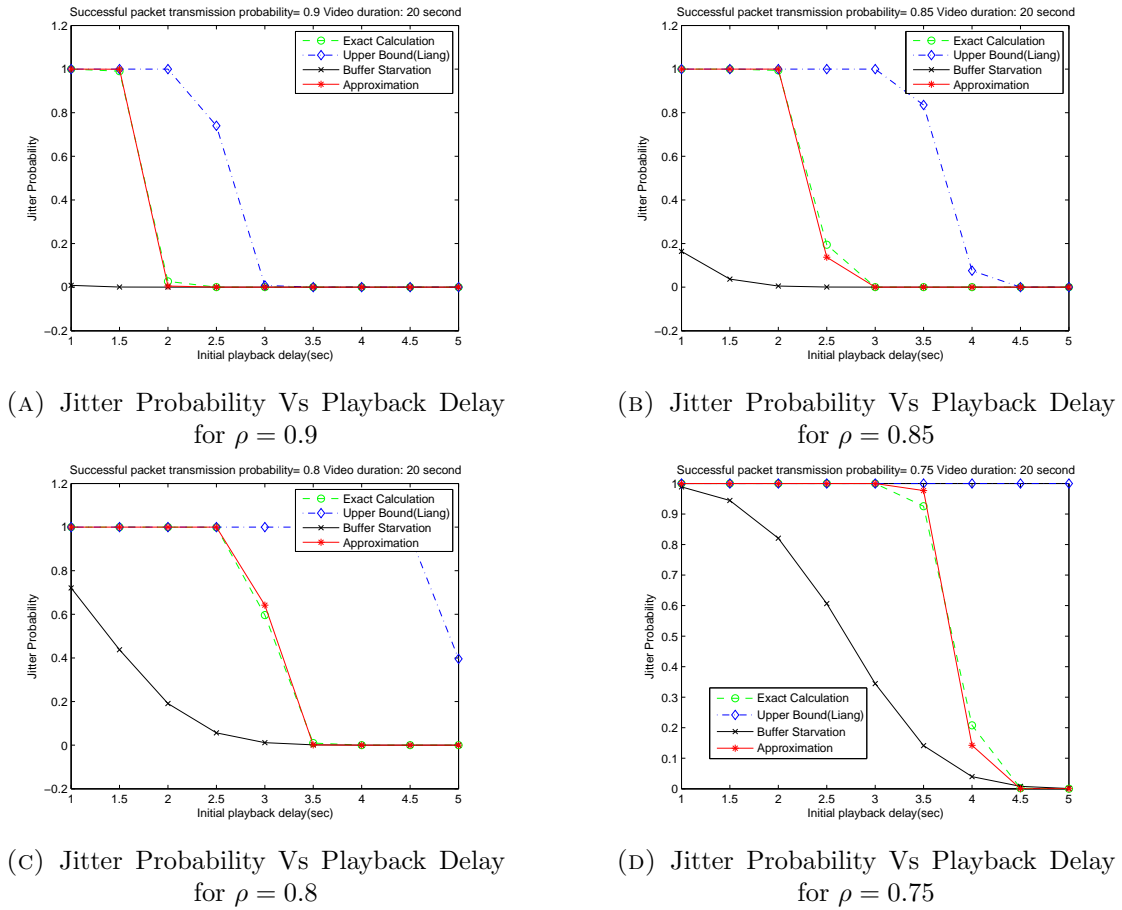 Successful packet transmission probability= 0.9 Video duration: 20 second
1.2
1
0.8
0.6
0.4
0.2
0
−0.2
Jitter Probability
1 1.5 2 2.5 3 3.5 4 4.5 5
Initial playback delay(sec)
Exact Calculation
Upper Bound(Liang)
Buffer Starvation
Approximation
(A) Jitter Probability Vs Playback Delay
for ρ = 0.9
Successful packet transmission probability= 0.85 Video duration: 20 second
1.2
1
0.8
0.6
0.4
0.2
0
−0.2
Jitter Probability
1 1.5 2 2.5 3 3.5 4 4.5 5
Initial playback delay(sec)
Exact Calculation
Upper Bound(Liang)
Buffer Starvation
Approximation
(B) Jitter Probability Vs Playback Delay
for ρ = 0.85
Successful packet transmission probability= 0.8 Video duration: 20 second
1.2
1
0.8
0.6
0.4
0.2
0
−0.2
Jitter Probability
1 1.5 2 2.5 3 3.5 4 4.5 5
Initial playback delay(sec)
Exact Calculation
Upper Bound(Liang)
Buffer Starvation
Approximation
(C) Jitter Probability Vs Playback Delay
for ρ = 0.8
Successful packet transmission probability= 0.75 Video duration: 20 second
1
0.9
0.8
0.7
0.6
0.5
0.4
0.3
0.2
0.1
0
Jitter Probability
1 1.5 2 2.5 3 3.5 4 4.5 5
Initial playback delay(sec)
Exact Calculation
Upper Bound(Liang)
Buffer Starvation
Approximation
(D) Jitter Probability Vs Playback Delay
for ρ = 0.75